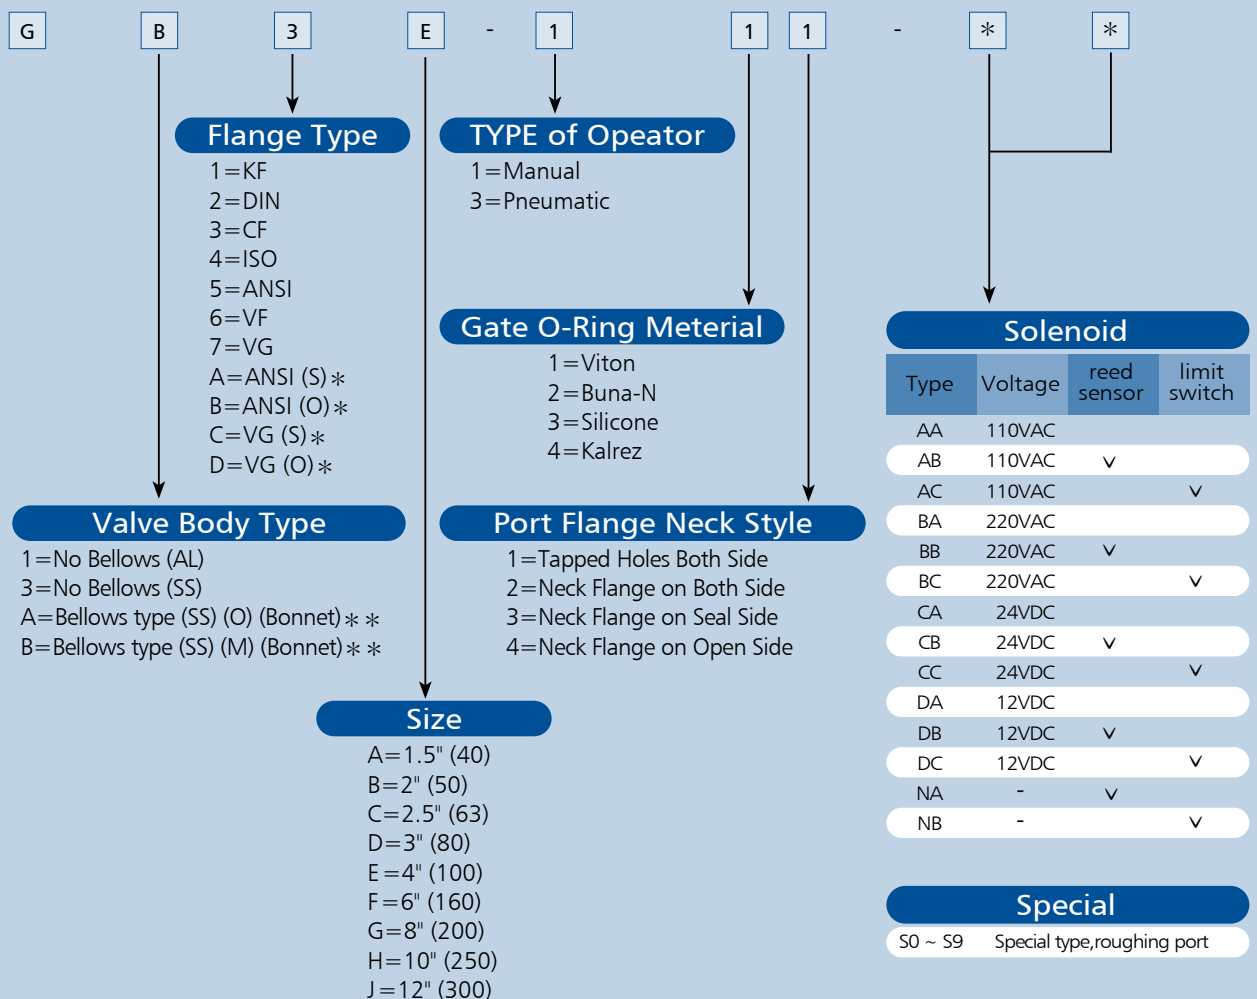 G B 3 E - 1 1 1 - * *
Flange Type
1=KF
2=DIN
3=CF
4=ISO
5=ANSI
6=VF
7=VG
A=ANSI (S)*
B=ANSI (O)*
C=VG (S)*
D=VG (O)*
TYPE of Opeator
1=Manual
3=Pneumatic
Gate O-Ring Meterial
1=Viton
2=Buna-N
3=Silicone
4=Kalrez
Valve Body Type
1=No Bellows (AL)
3=No Bellows (SS)
A=Bellows type (SS) (O) (Bonnet)**
B=Bellows type (SS) (M) (Bonnet)**
Port Flange Neck Style
1=Tapped Holes Both Side
2=Neck Flange on Both Side
3=Neck Flange on Seal Side
4=Neck Flange on Open Side
Size
A=1.5" (40)
B=2" (50)
C=2.5" (63)
D=3" (80)
E=4" (100)
F=6" (160)
G=8" (200)
H=10" (250)
J=12" (300)
Solenoid
Type Voltage reed sensor limit switch
AA 110VAC
AB 110VAC ✓
AC 110VAC ✓
BA 220VAC
BB 220VAC ✓
BC 220VAC ✓
CA 24VDC
CB 24VDC ✓
CC 24VDC ✓
DA 12VDC
DB 12VDC ✓
DC 12VDC ✓
NA - ✓
NB - ✓
Special
S0 ~ S9 Special type,roughing port